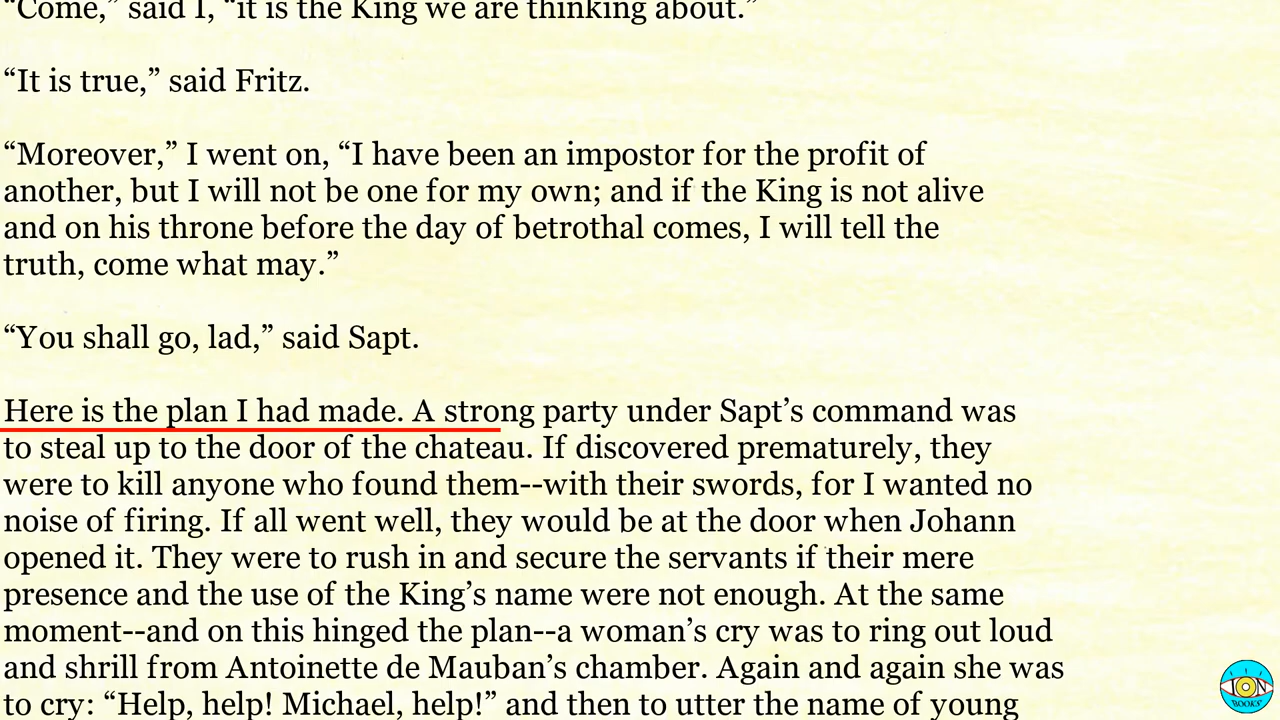 “Come,” said I, “it is the King we are thinking about.”
“It is true,” said Fritz.
“Moreover,” I went on, “I have been an impostor for the profit of
another, but I will not be one for my own; and if the King is not alive
and on his throne before the day of betrothal comes, I will tell the
truth, come what may.”
“You shall go, lad,” said Sapt.
Here is the plan I had made. A strong party under Sapt’s command was
to steal up to the door of the chateau. If discovered prematurely, they
were to kill anyone who found them--with their swords, for I wanted no
noise of firing. If all went well, they would be at the door when Johann
opened it. They were to rush in and secure the servants if their mere
presence and the use of the King’s name were not enough. At the same
moment--and on this hinged the plan--a woman’s cry was to ring out loud
and shrill from Antoinette de Mauban’s chamber. Again and again she was
to cry: “Help, help! Michael, help!” and then to utter the name of young
ION
BOOKS